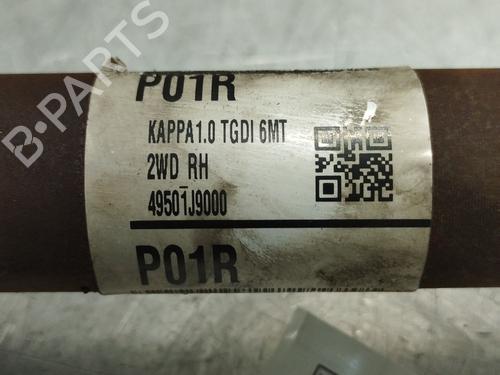 B-PARTS
P01R
KAPPA1.0 TGDI 6MT
2WD RH
49501J9000
P01R